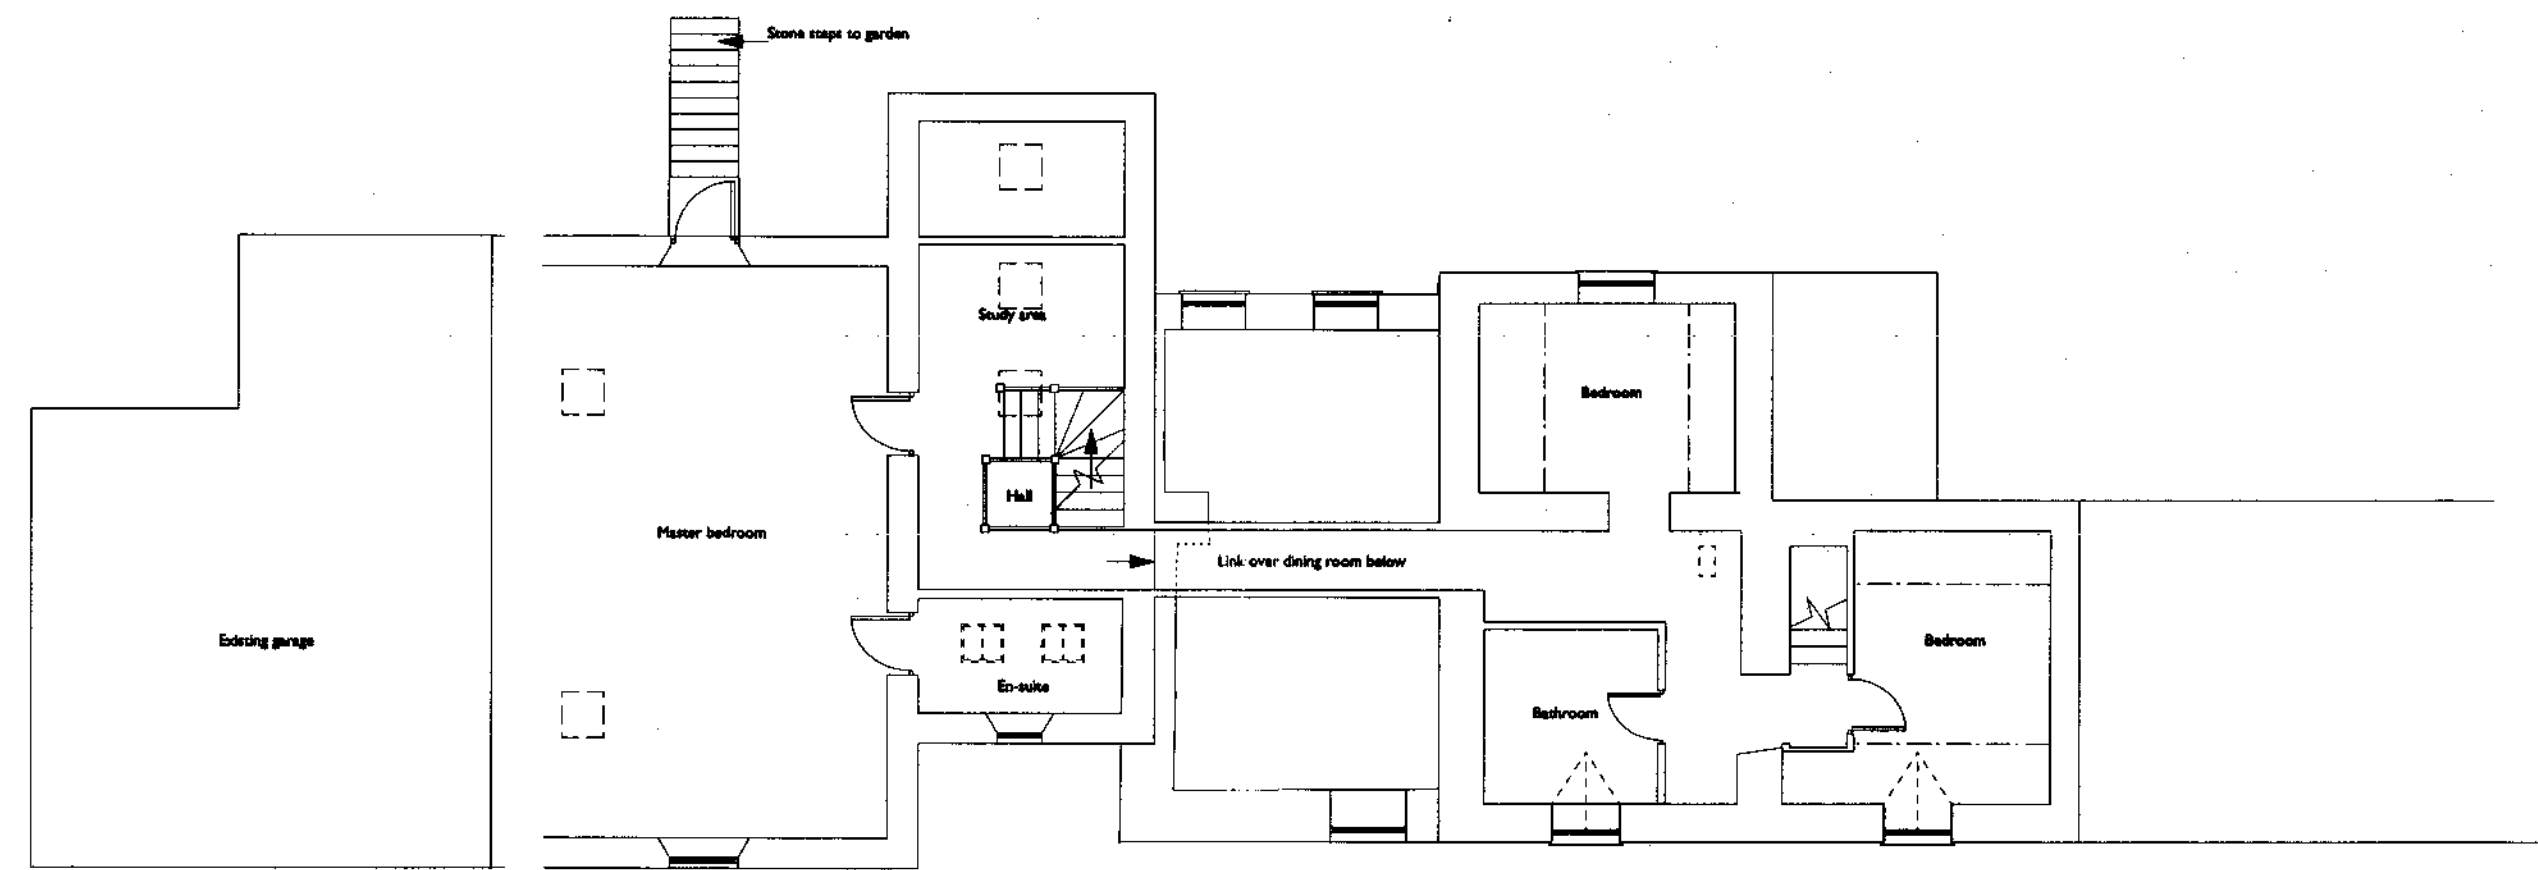 Stone steps to garden
Study area
Bedroom
Hall
Master bedroom
Link over dining room below
Existing garage
Bedroom
En-suite
Bathroom